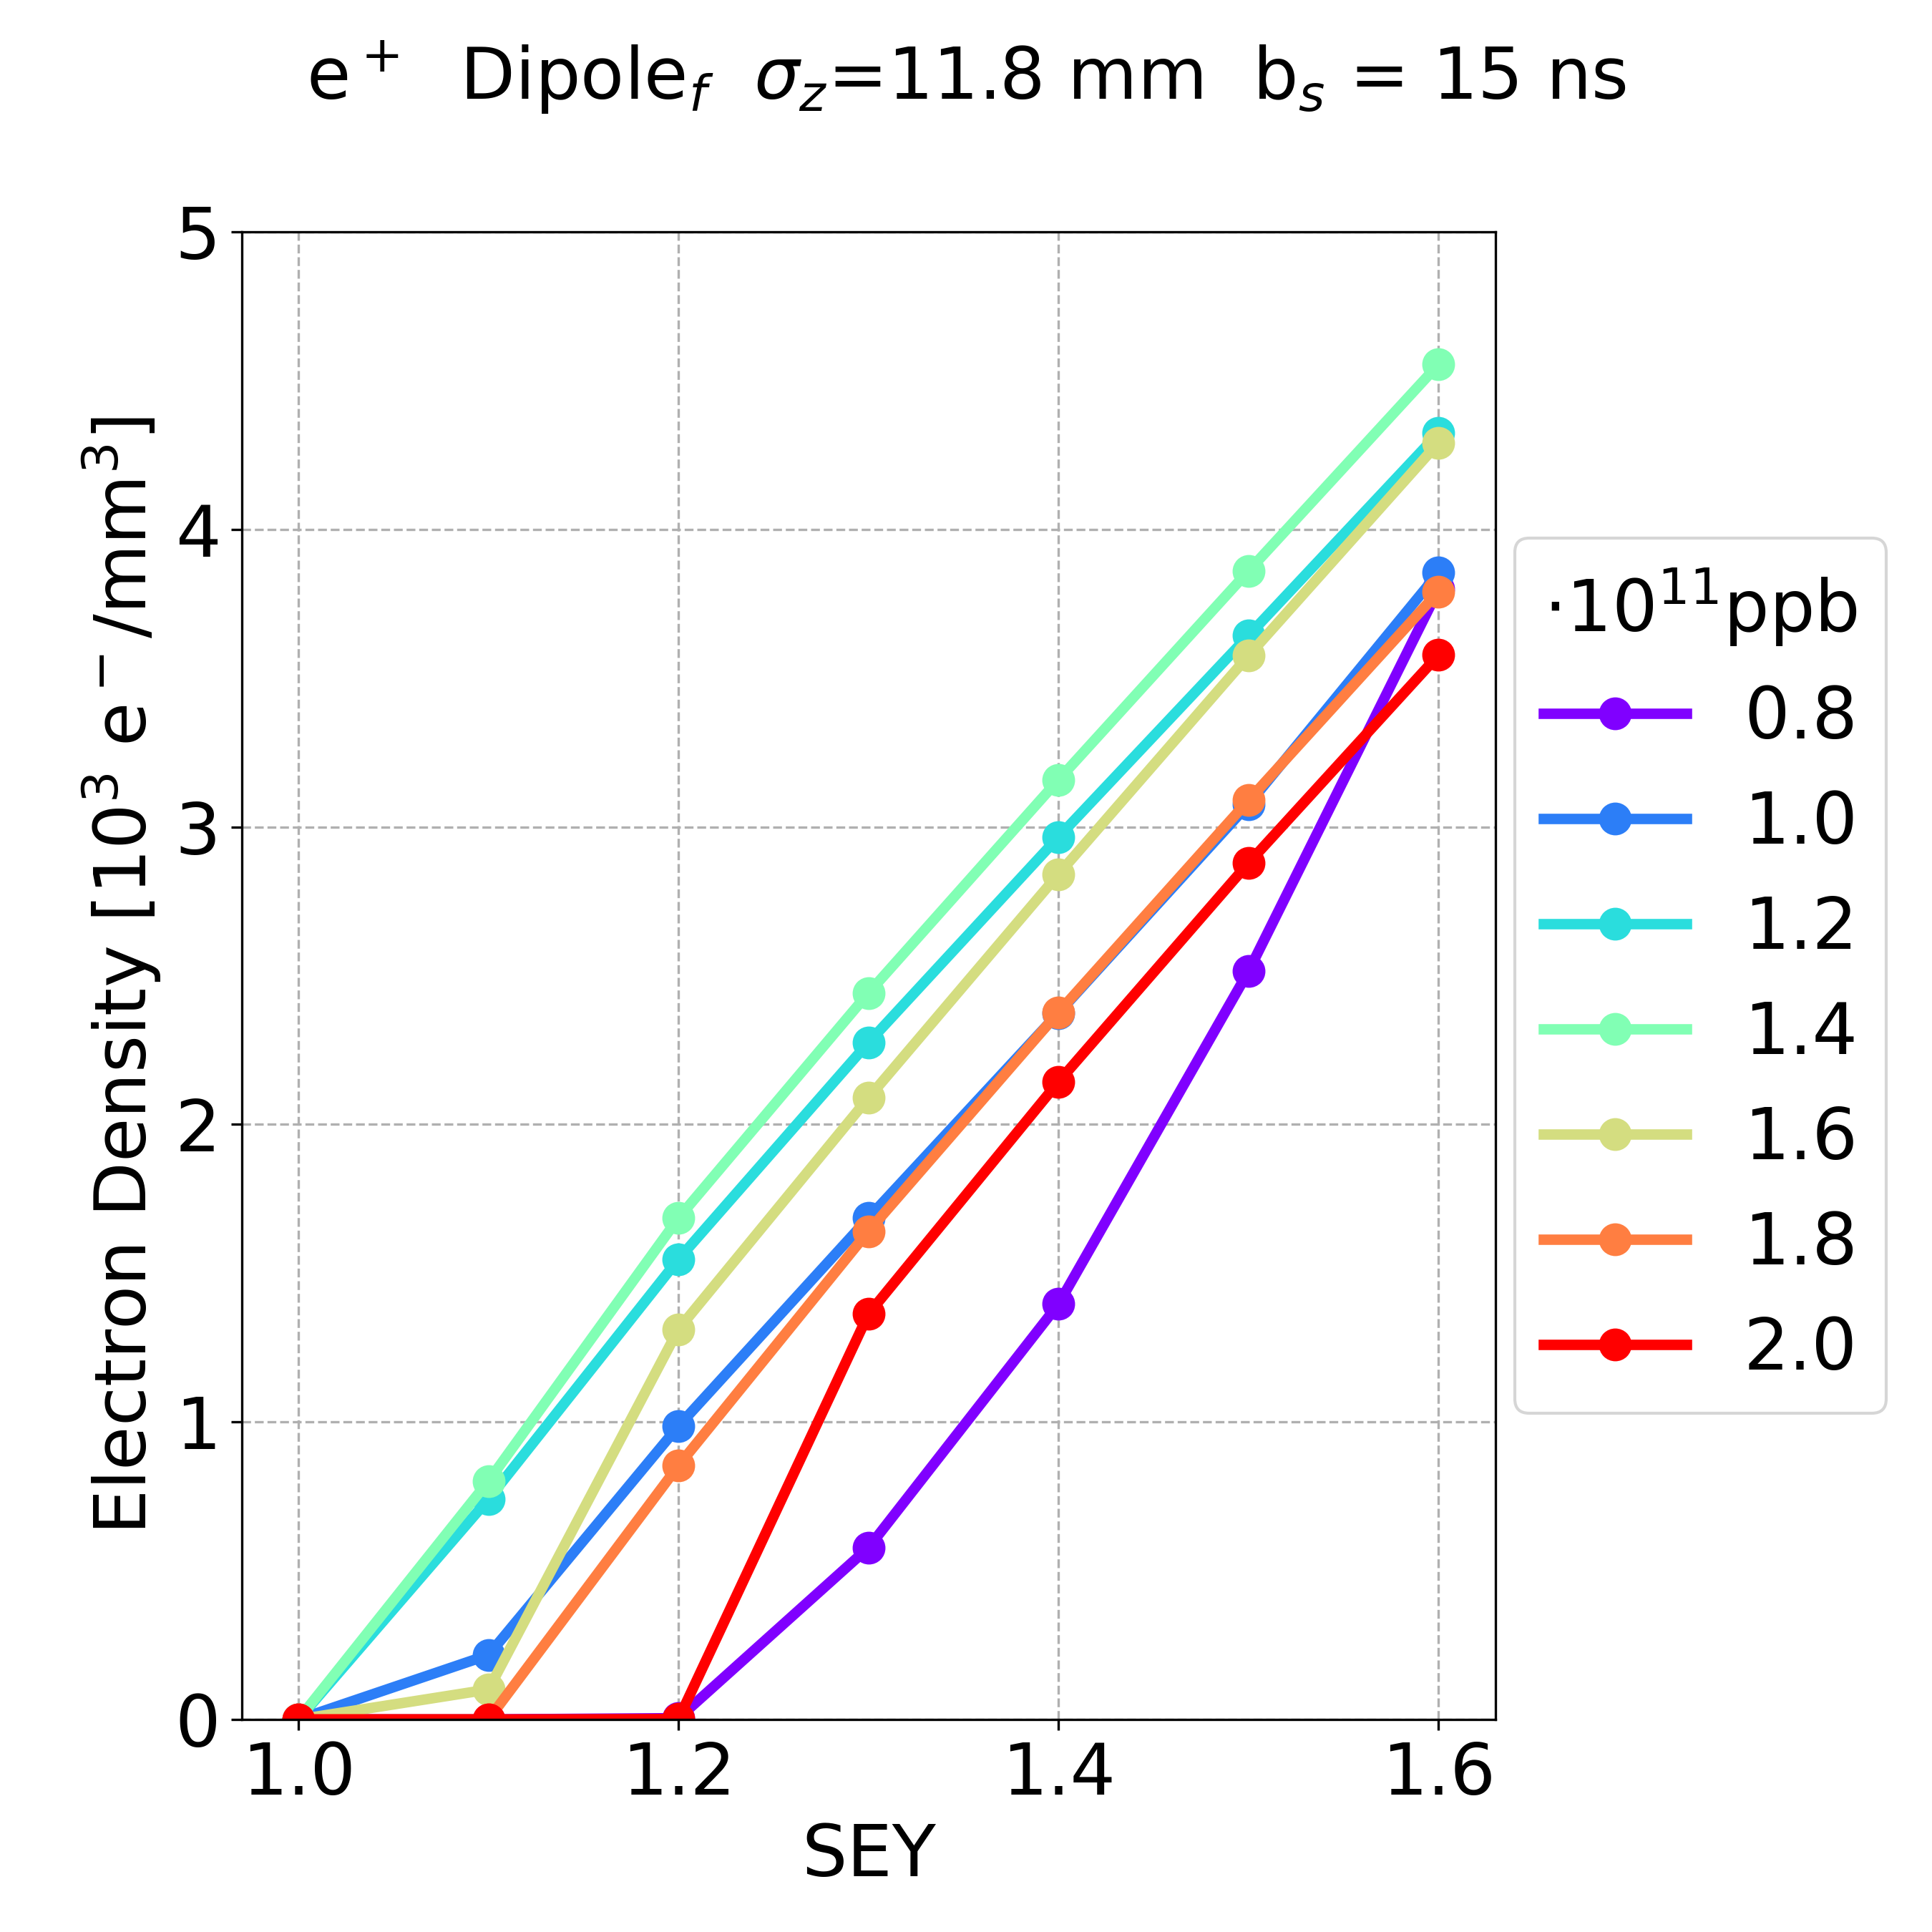 e⁺ Dipole_f σ_z=11.8 mm b_s = 15 ns
Electron Density [10³ e⁻/mm³]
5
4
3
2
1
0
1.0 1.2 1.4 1.6
SEY
·10¹¹ppb
0.8
1.0
1.2
1.4
1.6
1.8
2.0